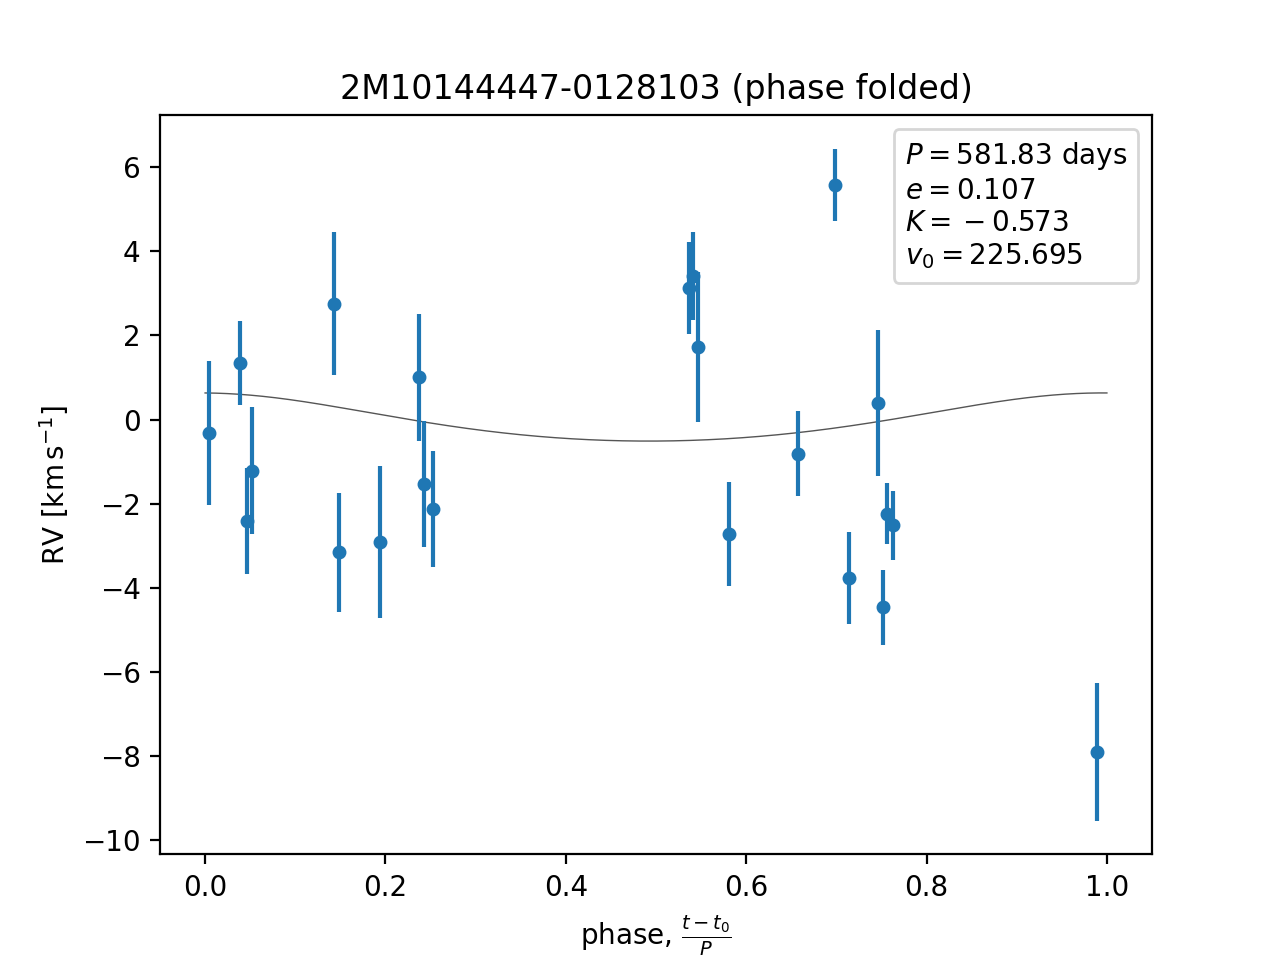 2M10144447-0128103 (phase folded)
P = 581.83 days
e = 0.107
K = −0.573
v₀ = 225.695
RV [km s⁻¹]
6
4
2
0
−2
−4
−6
−8
−10
0.0 0.2 0.4 0.6 0.8 1.0
phase, (t − t₀)/P